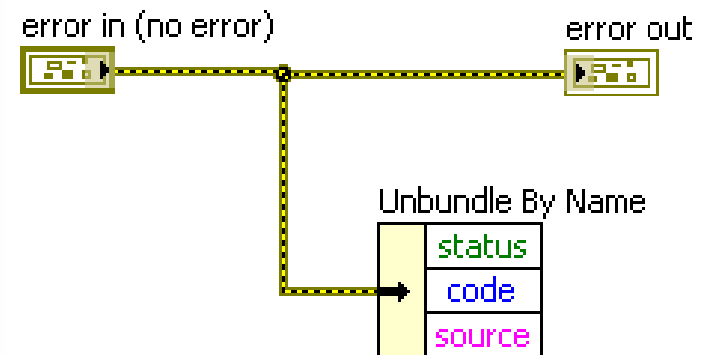 error in (no error)
error out
Unbundle By Name
status
code
source